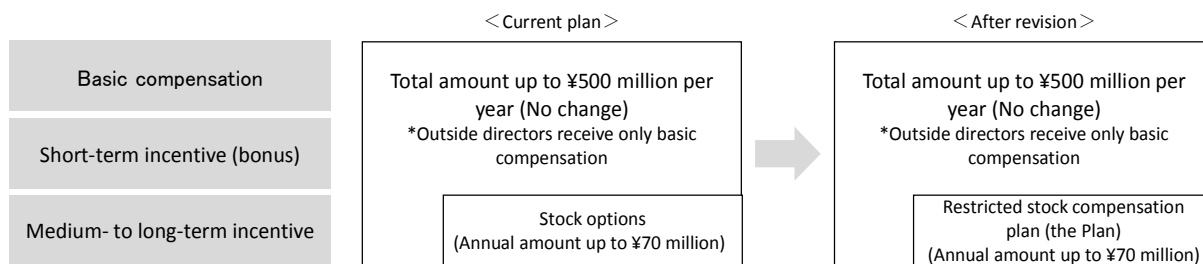 ＜Current plan＞
＜After revision＞
Basic compensation
Short-term incentive (bonus)
Medium- to long-term incentive
Total amount up to ¥500 million per
year (No change)
*Outside directors receive only basic
compensation
Stock options
(Annual amount up to ¥70 million)
Total amount up to ¥500 million per
year (No change)
*Outside directors receive only basic
compensation
Restricted stock compensation
plan (the Plan)
(Annual amount up to ¥70 million)